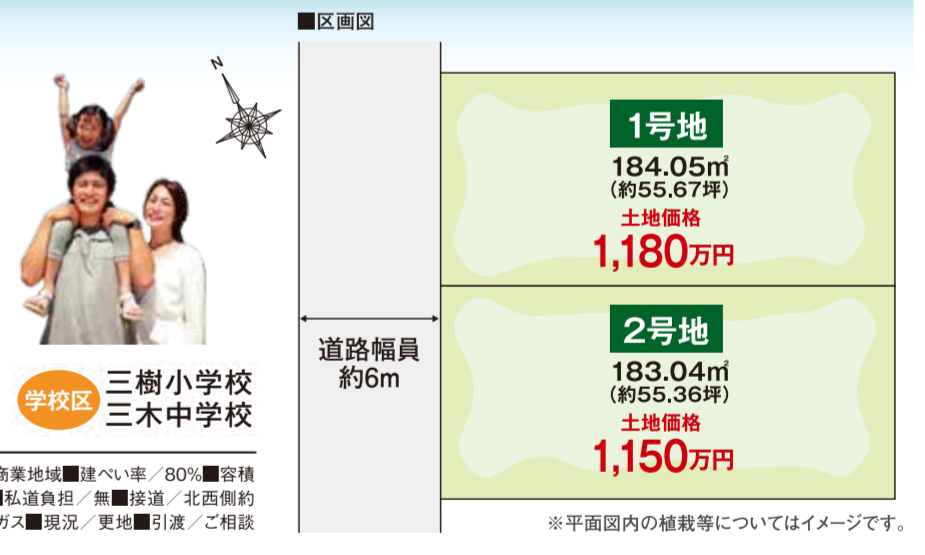 ■区画図
N
1号地
184.05㎡
(約55.67坪)
土地価格
1,180万円
道路幅員
約6m
2号地
183.04㎡
(約55.36坪)
土地価格
1,150万円
学校区
三樹小学校
三木中学校
商業地域■建ぺい率／80%■容積
■私道負担／無■接道／北西側約
ガス■現況／更地■引渡／ご相談
※平面図内の植栽等についてはイメージです。